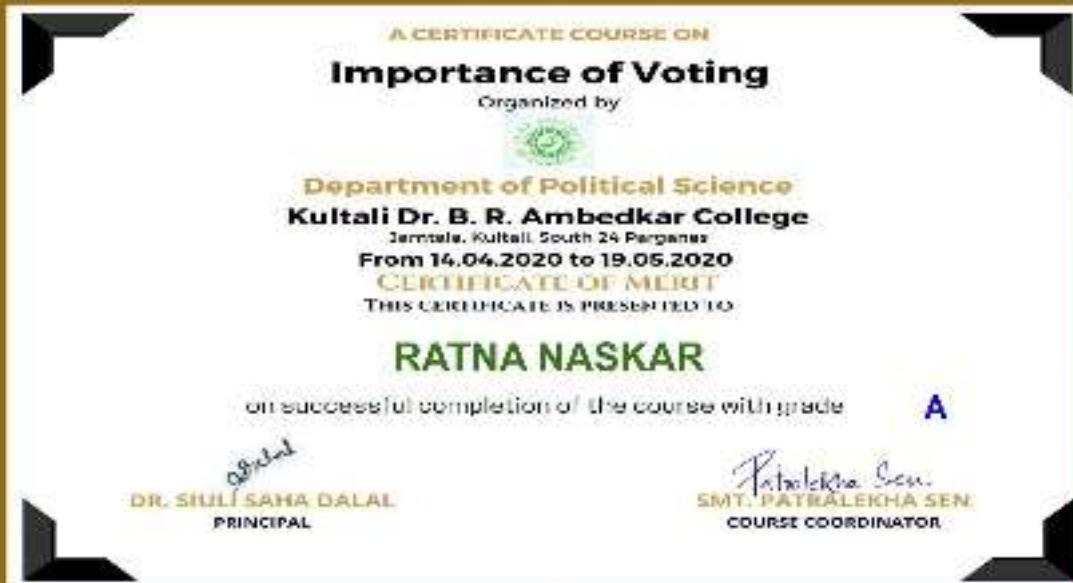 A CERTIFICATE COURSE ON
Importance of Voting
Organized by
Department of Political Science
Kultali Dr. B. R. Ambedkar College
Jamtala, Kultali, South 24 Parganas
From 14.04.2020 to 19.05.2020
CERTIFICATE OF MERIT
THIS CERTIFICATE IS PRESENTED TO
RATNA NASKAR
on successful completion of the course with grade A
DR. SIULI SAHA DALAL
PRINCIPAL
Patralekha Sen.
SMT. PATRALEKHA SEN
COURSE COORDINATOR